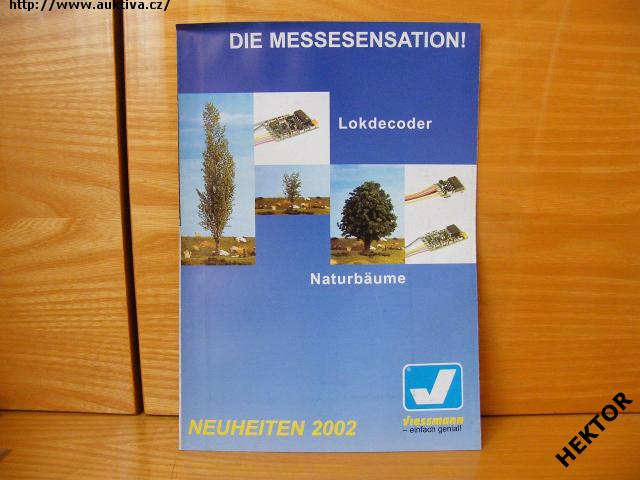 http://www.auktiva.cz/
DIE MESSESENSATION!
Lokdecoder
Naturbäume
NEUHEITEN 2002
Viessmann
– einfach genial!
HEKTOR